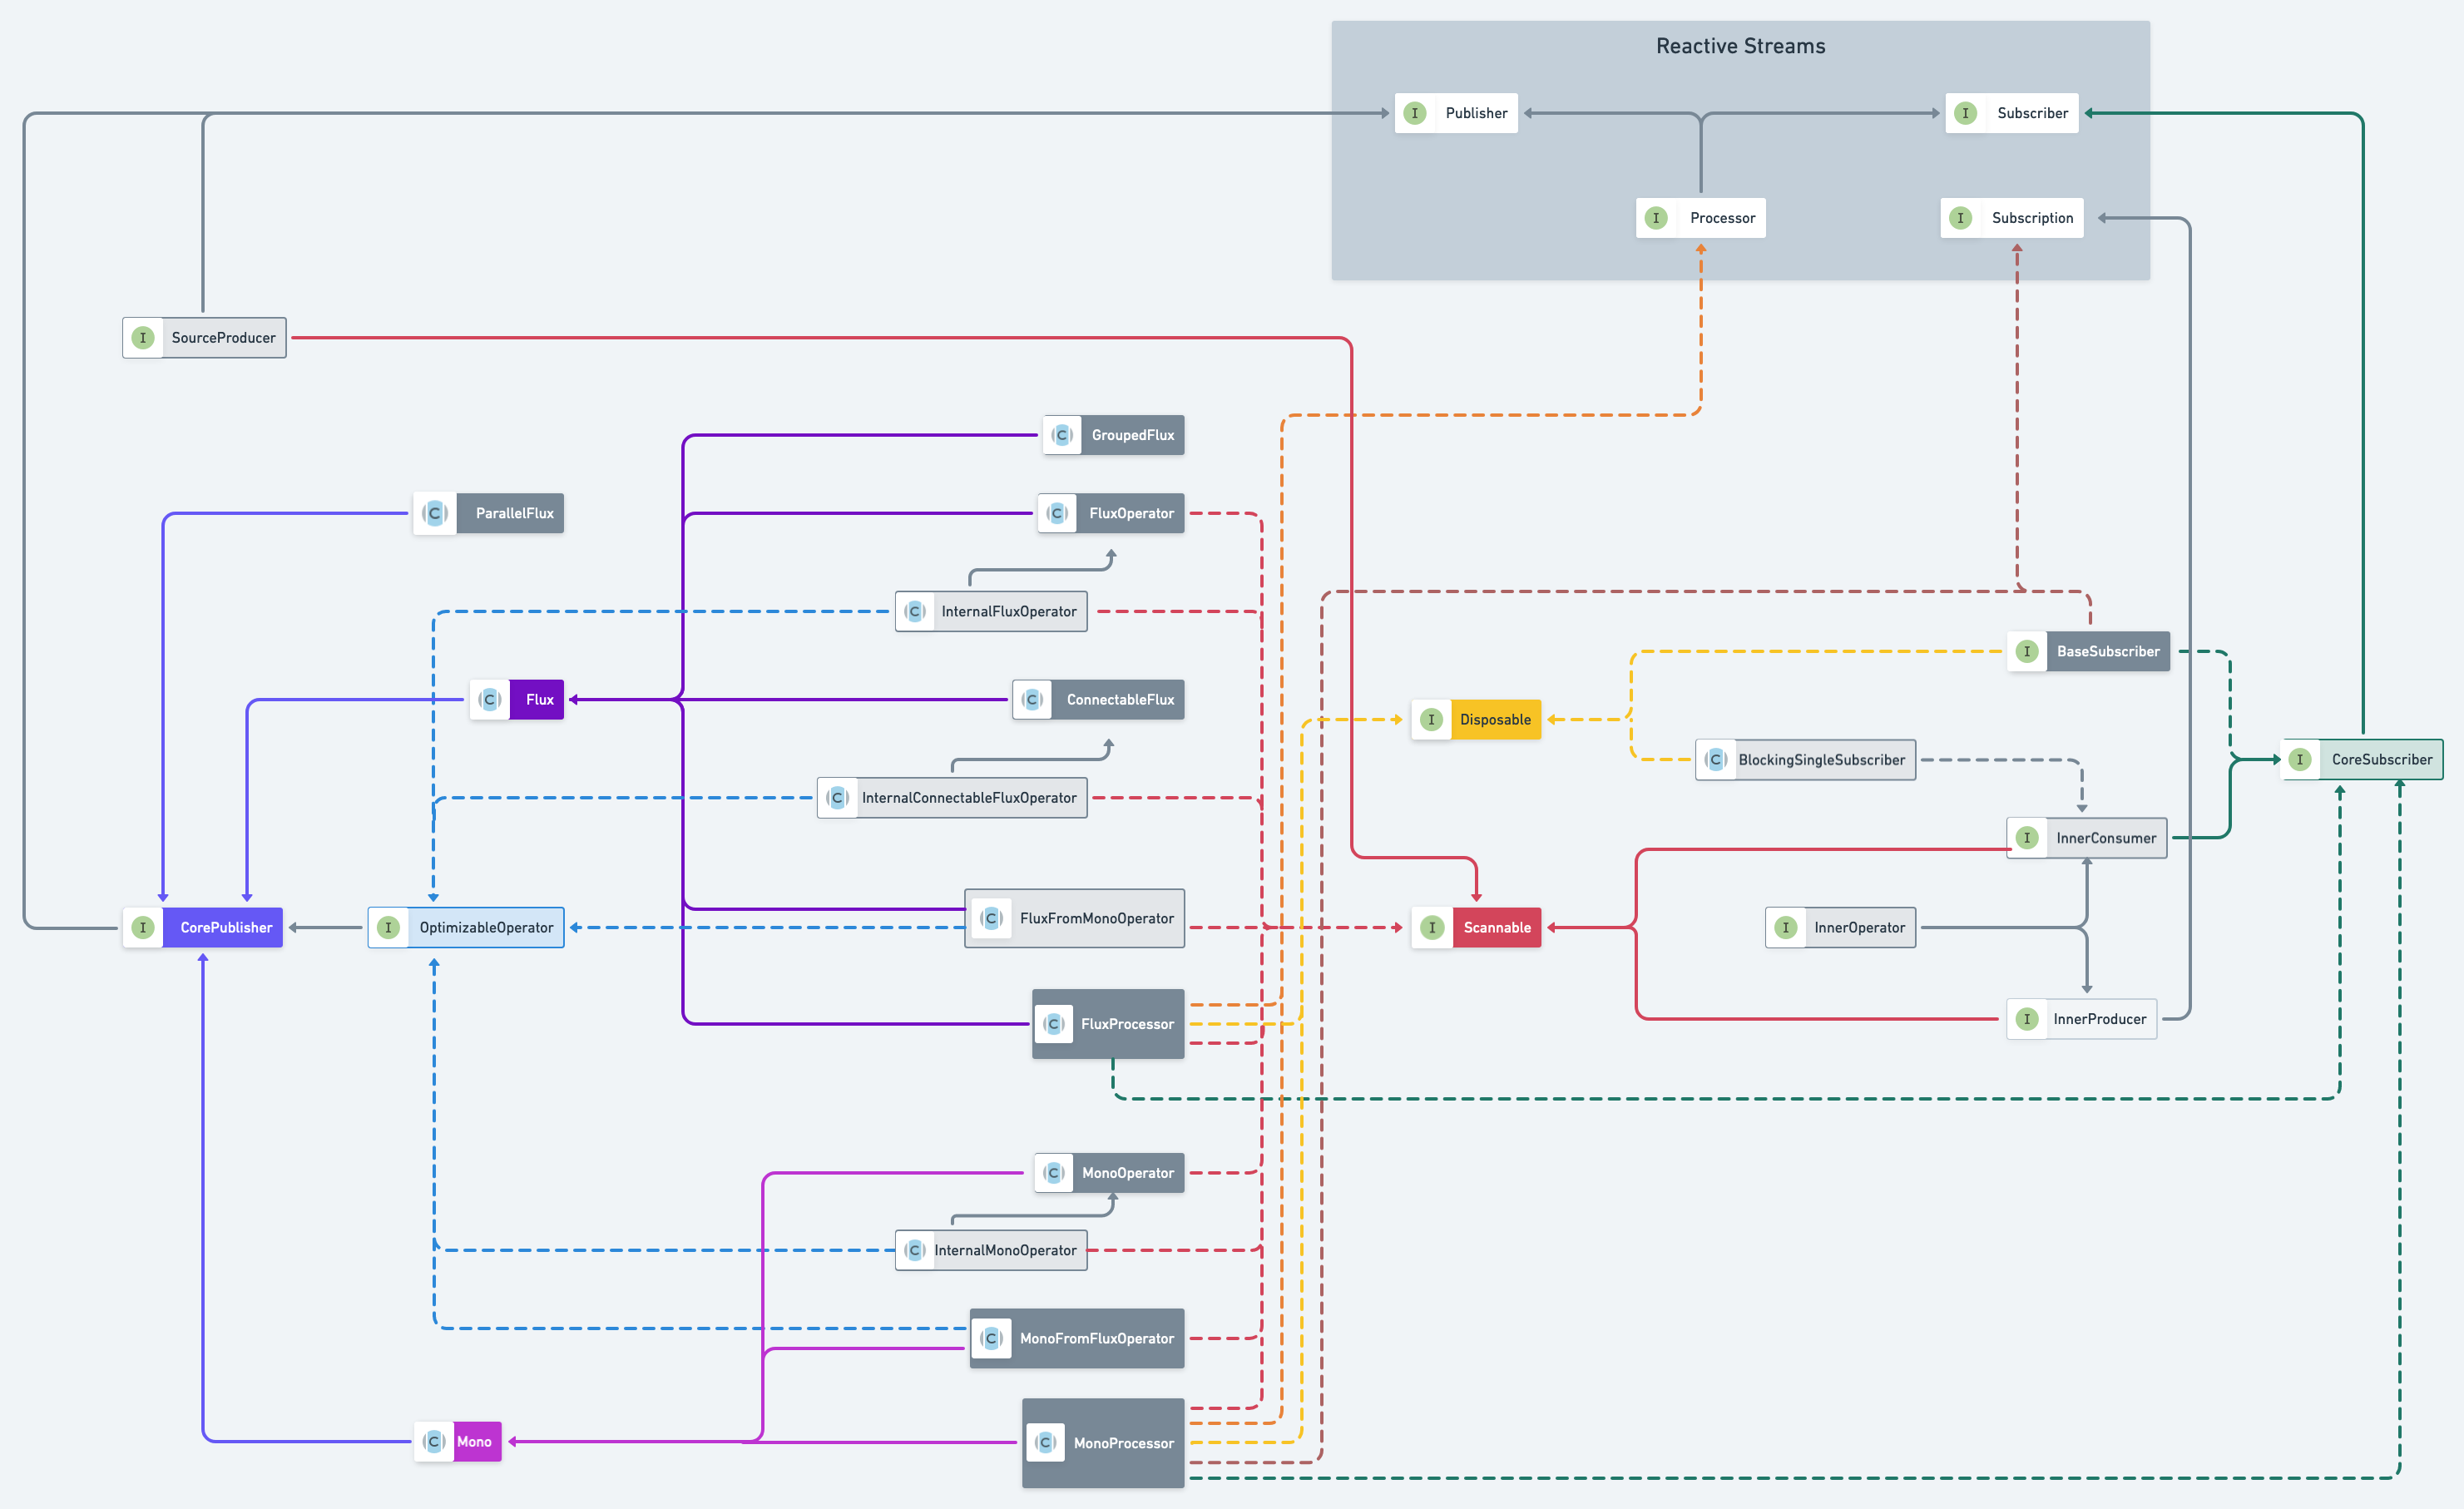 Reactive Streams
I Publisher
I Subscriber
I Processor
I Subscription
I SourceProducer
C GroupedFlux
C ParallelFlux
C FluxOperator
C InternalFluxOperator
I BaseSubscriber
C Flux
C ConnectableFlux
I Disposable
C BlockingSingleSubscriber
I CoreSubscriber
C InternalConnectableFluxOperator
I InnerConsumer
I CorePublisher
I OptimizableOperator
C FluxFromMonoOperator
I Scannable
I InnerOperator
C FluxProcessor
I InnerProducer
C MonoOperator
C InternalMonoOperator
C MonoFromFluxOperator
C Mono
C MonoProcessor